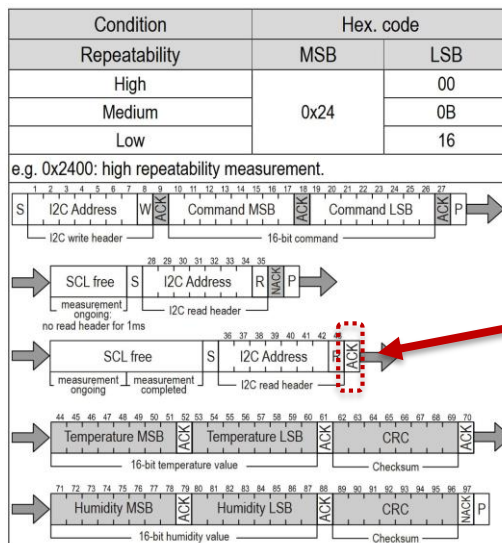 Condition Hex. code
Repeatability MSB LSB
High 00
Medium 0x24 0B
Low 16
e.g. 0x2400: high repeatability measurement.
1 2 3 4 5 6 7 8 9 10 11 12 13 14 15 16 17 18 19 20 21 22 23 24 25 26 27
S I2C Address W ACK Command MSB ACK Command LSB ACK P
I2C write header 16-bit command
28 29 30 31 32 33 34 35
SCL free S I2C Address R NACK P
measurement
ongoing:
no read header for 1ms
I2C read header
36 37 38 39 40 41 42
SCL free S I2C Address R ACK
measurement
ongoing
measurement
completed
I2C read header
44 45 46 47 48 49 50 51 52 53 54 55 56 57 58 59 60 61 62 63 64 65 66 67 68 69 70
Temperature MSB ACK Temperature LSB ACK CRC ACK
16-bit temperature value Checksum
71 72 73 74 75 76 77 78 79 80 81 82 83 84 85 86 87 88 89 90 91 92 93 94 95 96 97
Humidity MSB ACK Humidity LSB ACK CRC NACK P
16-bit humidity value Checksum